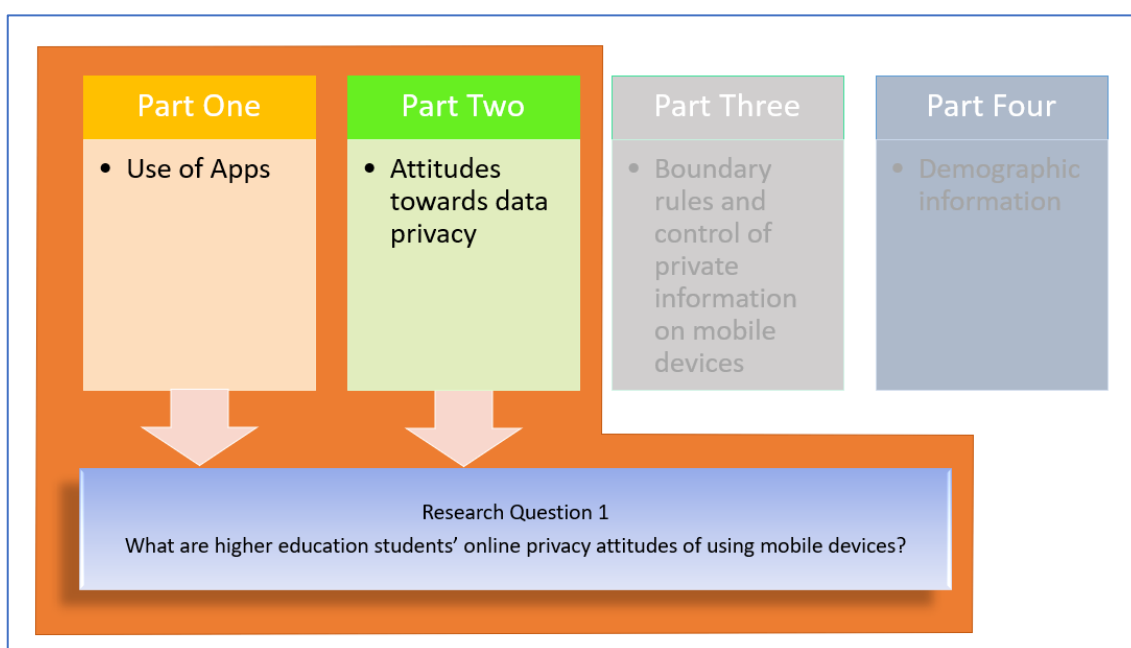 Part One
• Use of Apps
Part Two
• Attitudes
towards data
privacy
Part Three
• Boundary
rules and
control of
private
information
on mobile
devices
Part Four
• Demographic
information
Research Question 1
What are higher education students’ online privacy attitudes of using mobile devices?